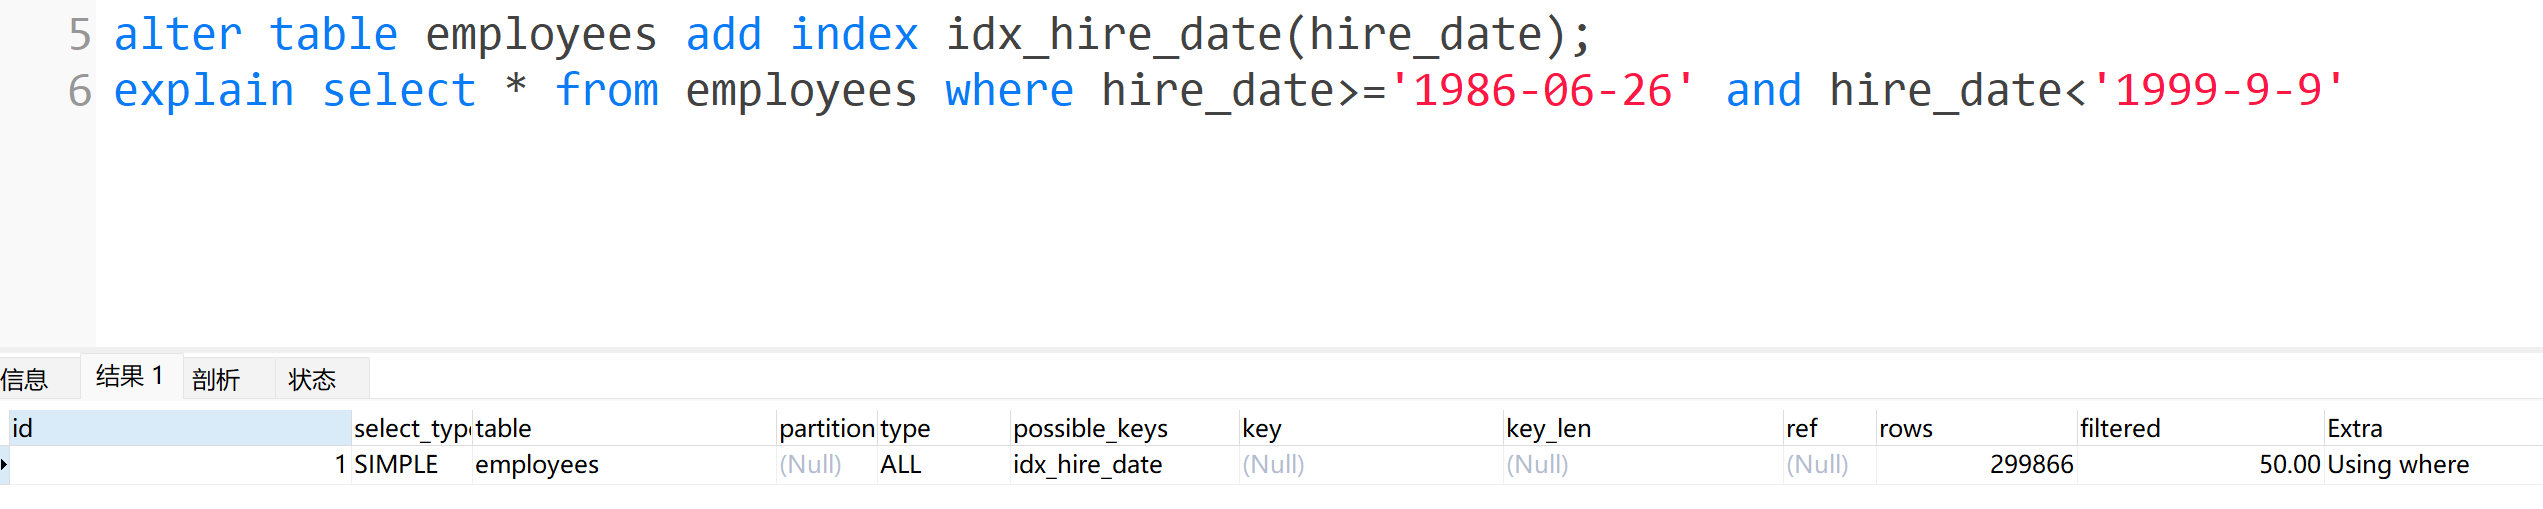 5 alter table employees add index idx_hire_date(hire_date);
6 explain select * from employees where hire_date>='1986-06-26' and hire_date<'1999-9-9'
信息 结果 1 剖析 状态
id select_type table partition type possible_keys key key_len ref rows filtered Extra
1 SIMPLE employees (Null) ALL idx_hire_date (Null) (Null) (Null) 299866 50.00 Using where